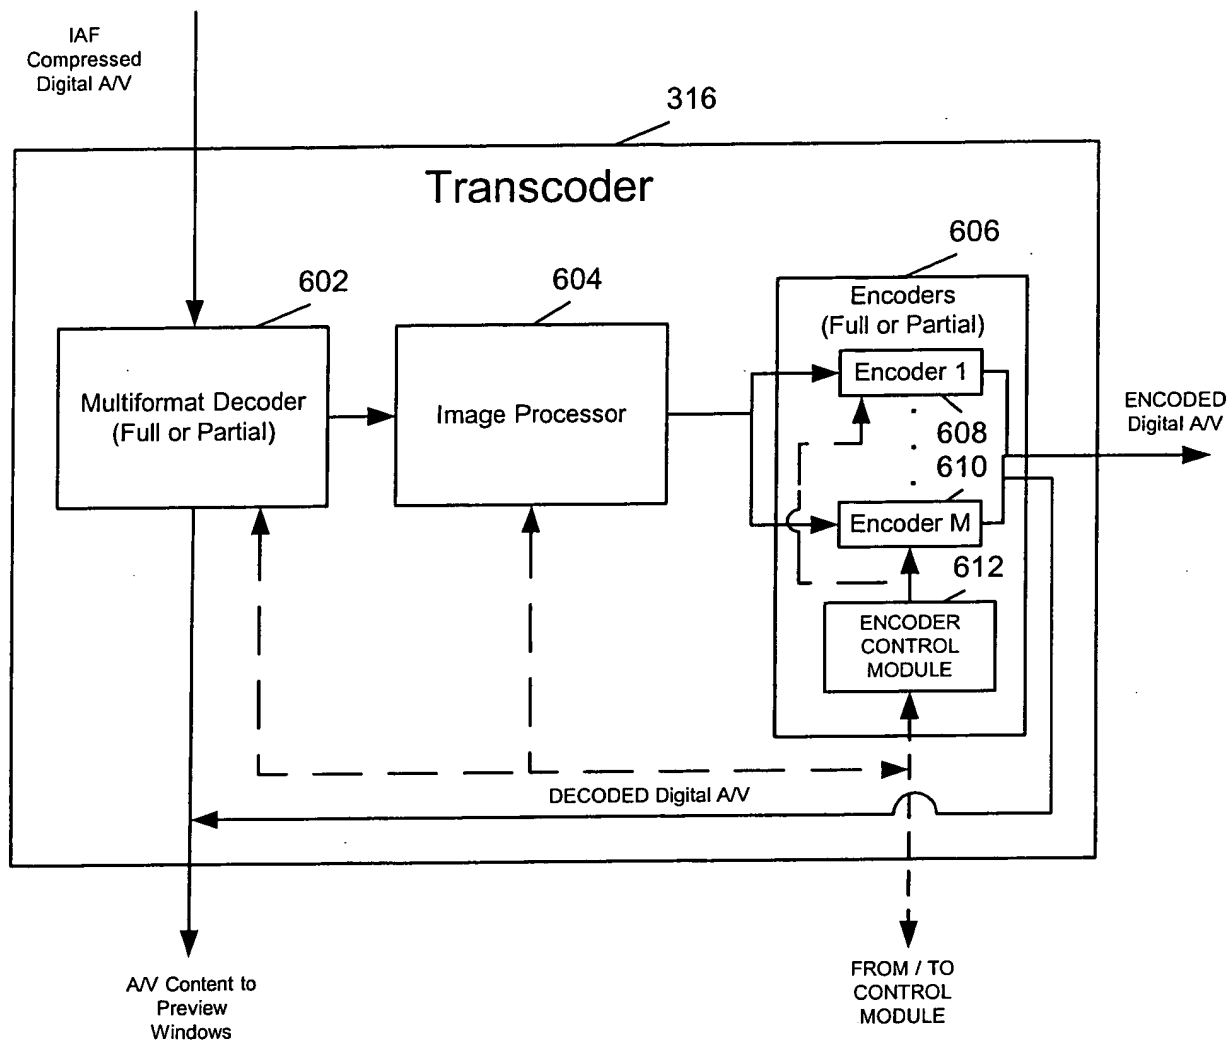 IAF
Compressed
Digital A/V
316
Transcoder
606
602
604
Encoders
(Full or Partial)
Encoder 1
Multiformat Decoder
(Full or Partial)
Image Processor
608
ENCODED
Digital A/V
610
Encoder M
612
ENCODER
CONTROL
MODULE
DECODED Digital A/V
A/V Content to
Preview
Windows
FROM / TO
CONTROL
MODULE